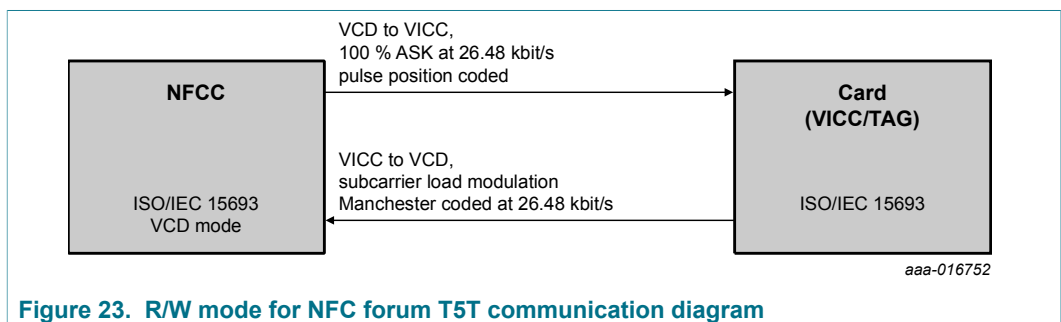 VCD to VICC,
100 % ASK at 26.48 kbit/s
pulse position coded
NFCC
Card
(VICC/TAG)
VICC to VCD,
subcarrier load modulation
Manchester coded at 26.48 kbit/s
ISO/IEC 15693
VCD mode
ISO/IEC 15693
aaa-016752
Figure 23. R/W mode for NFC forum T5T communication diagram